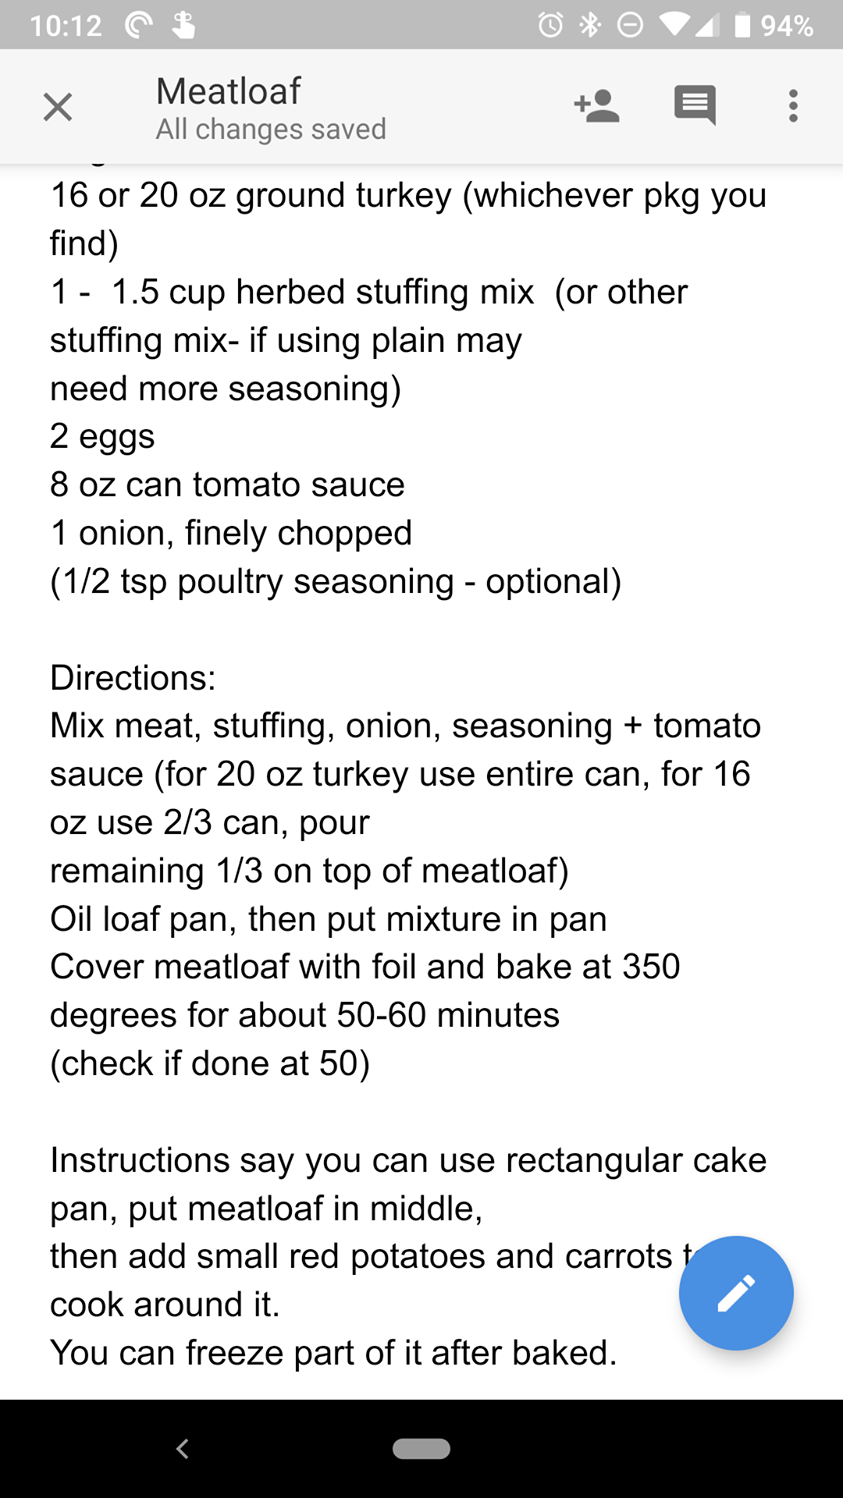 10:12 94%
Meatloaf
All changes saved
16 or 20 oz ground turkey (whichever pkg you
find)
1 -  1.5 cup herbed stuffing mix  (or other
stuffing mix- if using plain may
need more seasoning)
2 eggs
8 oz can tomato sauce
1 onion, finely chopped
(1/2 tsp poultry seasoning - optional)
Directions:
Mix meat, stuffing, onion, seasoning + tomato
sauce (for 20 oz turkey use entire can, for 16
oz use 2/3 can, pour
remaining 1/3 on top of meatloaf)
Oil loaf pan, then put mixture in pan
Cover meatloaf with foil and bake at 350
degrees for about 50-60 minutes
(check if done at 50)
Instructions say you can use rectangular cake
pan, put meatloaf in middle,
then add small red potatoes and carrots
cook around it.
You can freeze part of it after baked.